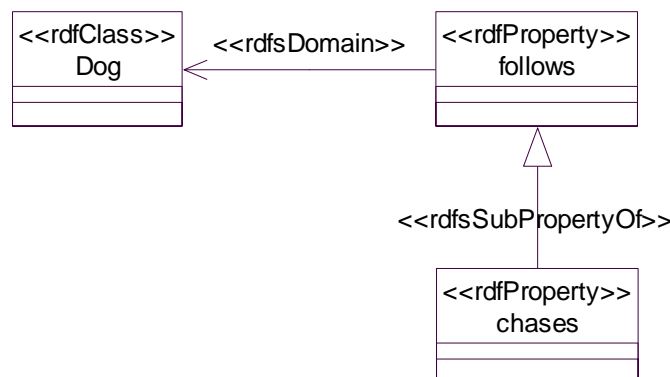 <<rdfClass>>
Dog
<<rdfsDomain>>
<<rdfProperty>>
follows
<<rdfsSubPropertyOf>>
<<rdfProperty>>
chases